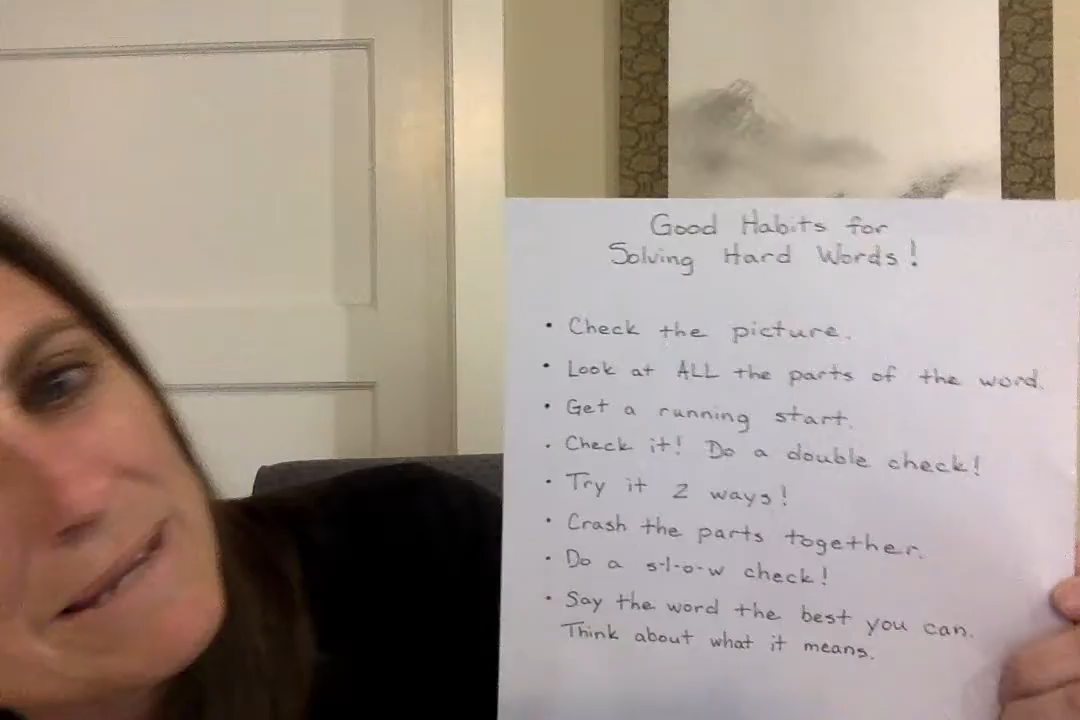 Good Habits for
Solving Hard Words!
• Check the picture.
• Look at ALL the parts of the word.
• Get a running start.
• Check it! Do a double check!
• Try it 2 ways!
• Crash the parts together.
• Do a s-l-o-w check!
• Say the word the best you can.
Think about what it means.